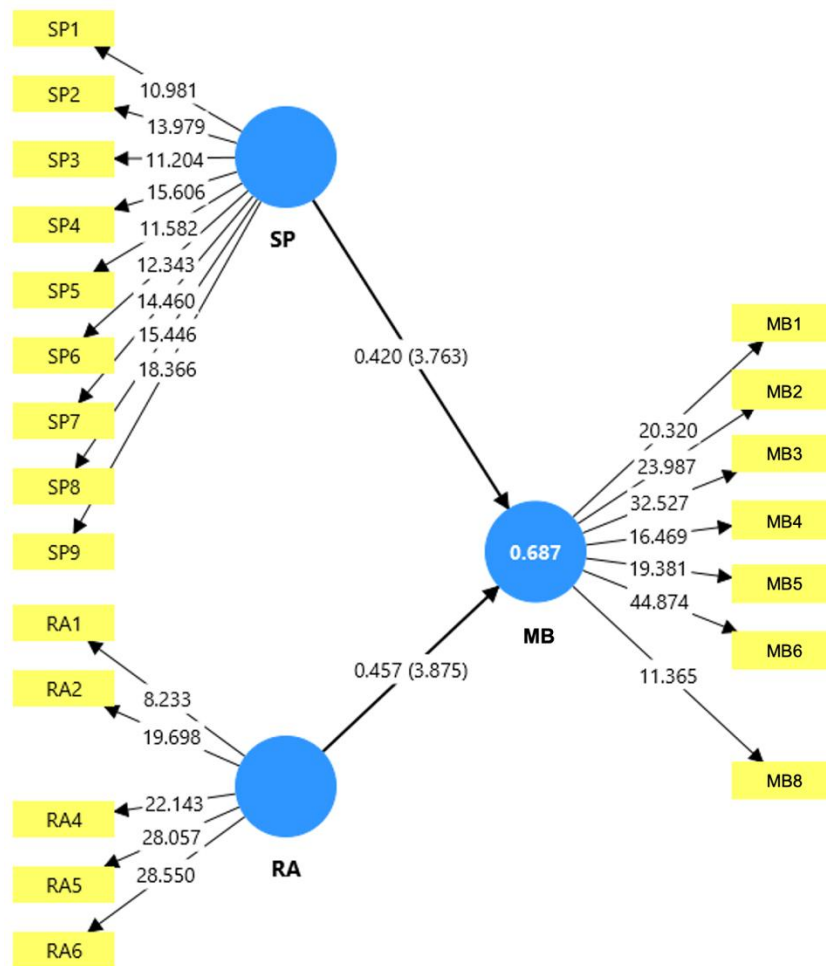 SP1
10.981
SP2
13.979
SP3
11.204
SP4
15.606
SP5
11.582
SP6
12.343
SP7
14.460
SP8
15.446
SP9
18.366
SP
0.420 (3.763)
RA1
8.233
RA2
19.698
RA4
22.143
RA5
28.057
RA6
28.550
RA
0.457 (3.875)
0.687
MB
MB1
20.320
MB2
23.987
MB3
32.527
MB4
16.469
MB5
19.381
MB6
44.874
MB8
11.365